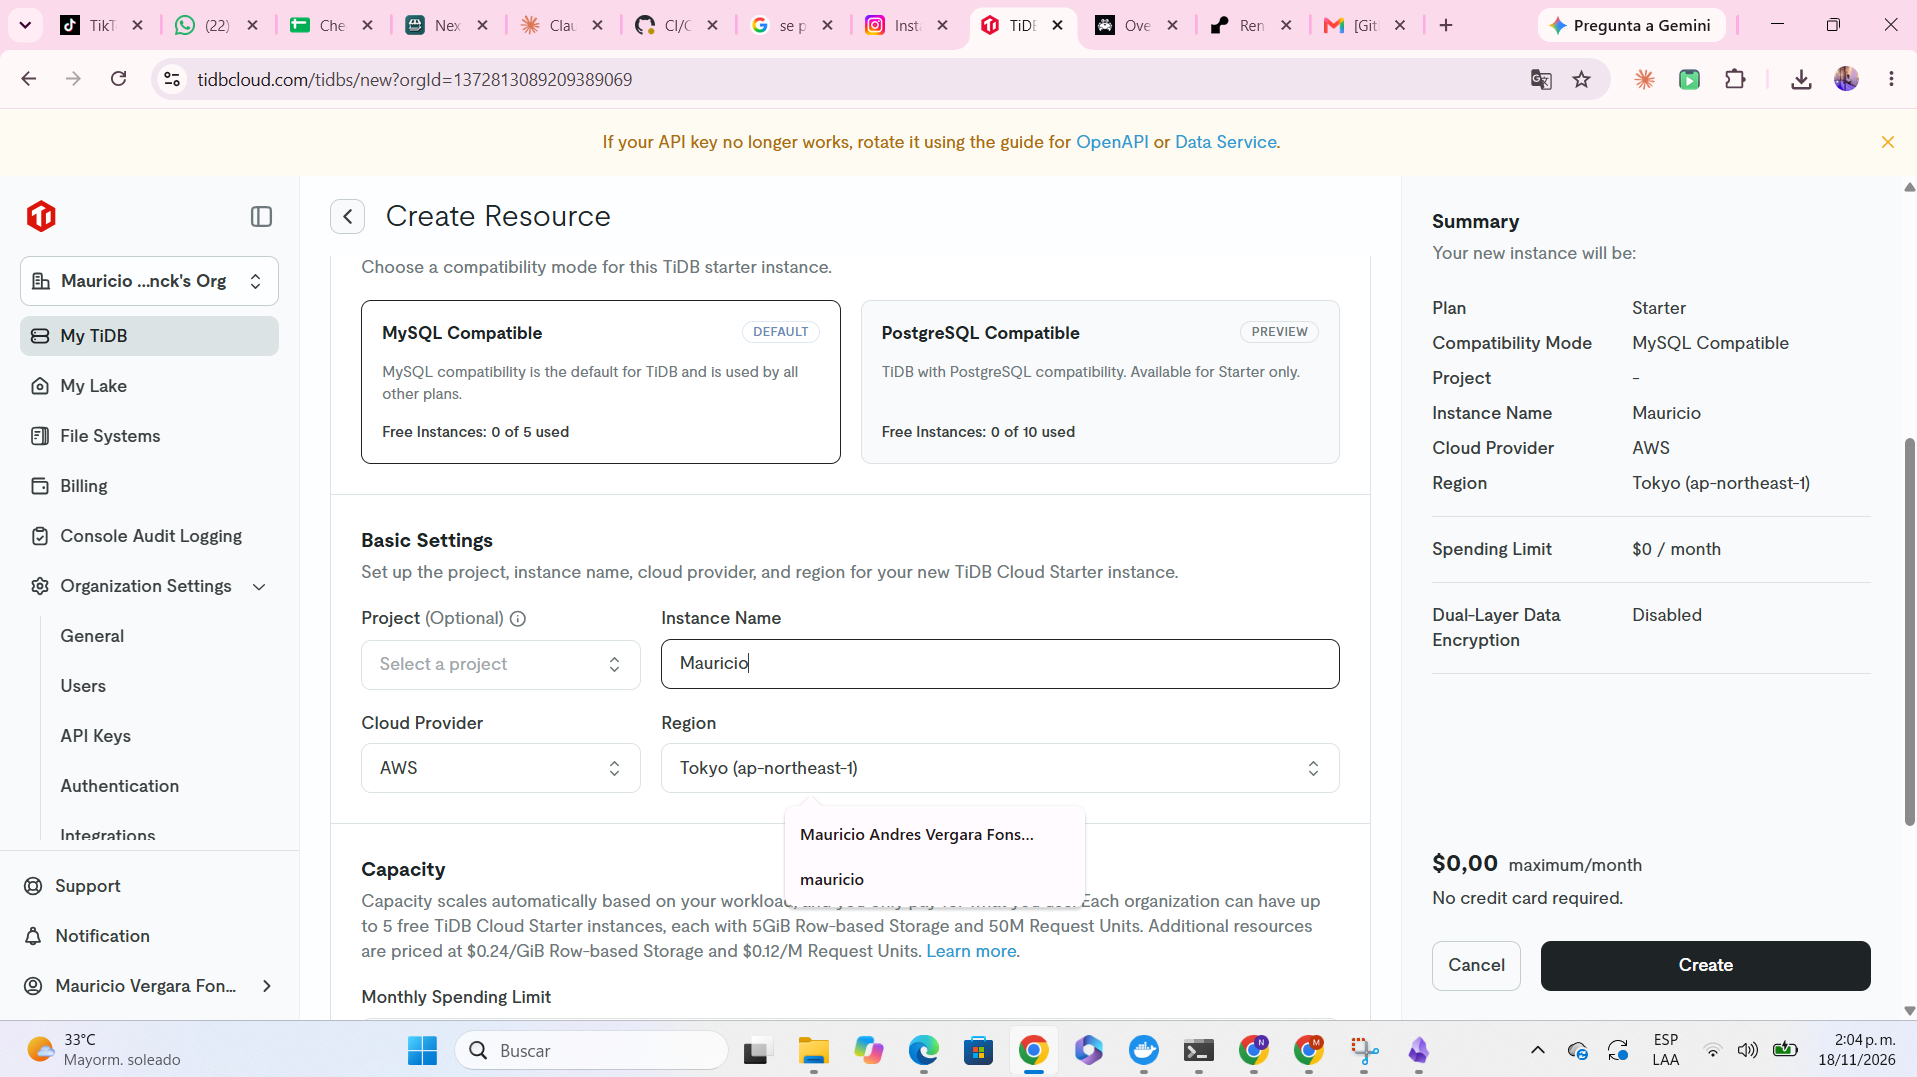 TikT
(22)
Che
Nex
Clau
CI/C
se p
Inst
TiDB
Ove
Ren
[Git
Pregunta a Gemini
tidbcloud.com/tidbs/new?orgId=1372813089209389069
If your API key no longer works, rotate it using the guide for OpenAPI or Data Service.
Mauricio ...nck's Org
My TiDB
My Lake
File Systems
Billing
Console Audit Logging
Organization Settings
General
Users
API Keys
Authentication
Integrations
Support
Notification
Mauricio Vergara Fon...
Create Resource
Choose a compatibility mode for this TiDB starter instance.
MySQL Compatible
DEFAULT
MySQL compatibility is the default for TiDB and is used by all
other plans.
Free Instances: 0 of 5 used
PostgreSQL Compatible
PREVIEW
TiDB with PostgreSQL compatibility. Available for Starter only.
Free Instances: 0 of 10 used
Basic Settings
Set up the project, instance name, cloud provider, and region for your new TiDB Cloud Starter instance.
Project (Optional)
Instance Name
Select a project
Mauricio
Cloud Provider
Region
AWS
Tokyo (ap-northeast-1)
Mauricio Andres Vergara Fons...
mauricio
Capacity
Capacity scales automatically based on your workload, and you only pay for what you use. Each organization can have up
to 5 free TiDB Cloud Starter instances, each with 5GiB Row-based Storage and 50M Request Units. Additional resources
are priced at $0.24/GiB Row-based Storage and $0.12/M Request Units. Learn more.
Monthly Spending Limit
Summary
Your new instance will be:
Plan Starter
Compatibility Mode MySQL Compatible
Project -
Instance Name Mauricio
Cloud Provider AWS
Region Tokyo (ap-northeast-1)
Spending Limit $0 / month
Dual-Layer Data Disabled
Encryption
$0,00 maximum/month
No credit card required.
Cancel
Create
33°C
Mayorm. soleado
Buscar
ESP
LAA
2:04 p. m.
18/11/2026